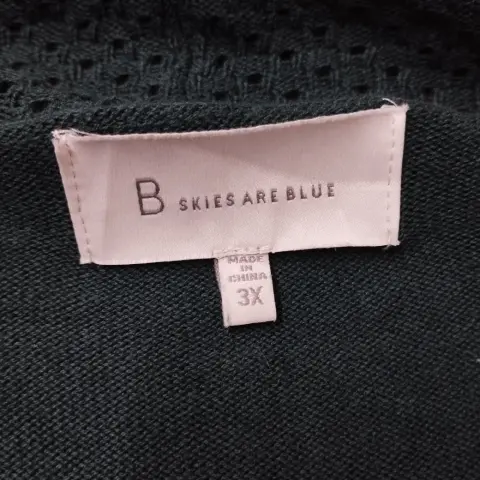 B SKIES ARE BLUE
MADE IN
CHINA
3X